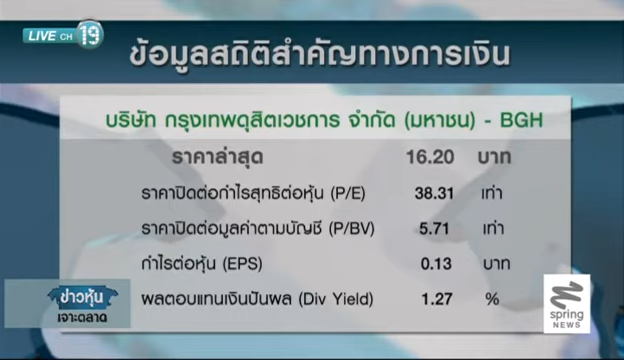 LIVE CH 19
ข้อมูลสถิติสำคัญทางการเงิน
บริษัท กรุงเทพดุสิตเวชการ จำกัด (มหาชน) - BGH
ราคาล่าสุด 16.20 บาท
ราคาปิดต่อกำไรสุทธิต่อหุ้น (P/E) 38.31 เท่า
ราคาปิดต่อมูลค่าตามบัญชี (P/BV) 5.71 เท่า
กำไรต่อหุ้น (EPS) 0.13 บาท
ผลตอบแทนเงินปันผล (Div Yield) 1.27 %
ข่าวหุ้น
เจาะตลาด
spring
NEWS